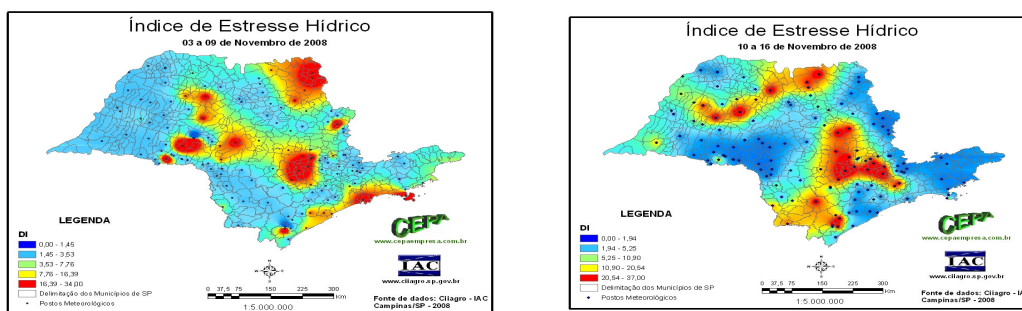 Índice de Estresse Hídrico
03 a 09 de Novembro de 2008
LEGENDA
DI
0,00 - 1,45
1,45 - 3,53
3,53 - 7,76
7,76 - 16,39
16,39 - 34,00
Delimitação dos Municípios de SP
Postos Meteorológicos
CEPA
www.cepaempresa.com.br
IAC
www.ciiagro.sp.gov.br
N
S
0 37,5 75 150 225 300
Km
1:5.000.000
Fonte de dados: Ciiagro - IAC
Campinas/SP - 2008
Índice de Estresse Hídrico
10 a 16 de Novembro de 2008
LEGENDA
DI
0,00 - 1,94
1,94 - 5,25
5,25 - 10,90
10,90 - 20,54
20,54 - 37,00
Delimitação dos Municípios de SP
Postos Meteorológicos
CEPA
www.cepaempresa.com.br
IAC
www.ciiagro.sp.gov.br
N
S
0 37,5 75 150 225 300
Km
1:5.000.000
Fonte de dados: Ciiagro - IA
Campinas/SP - 2008